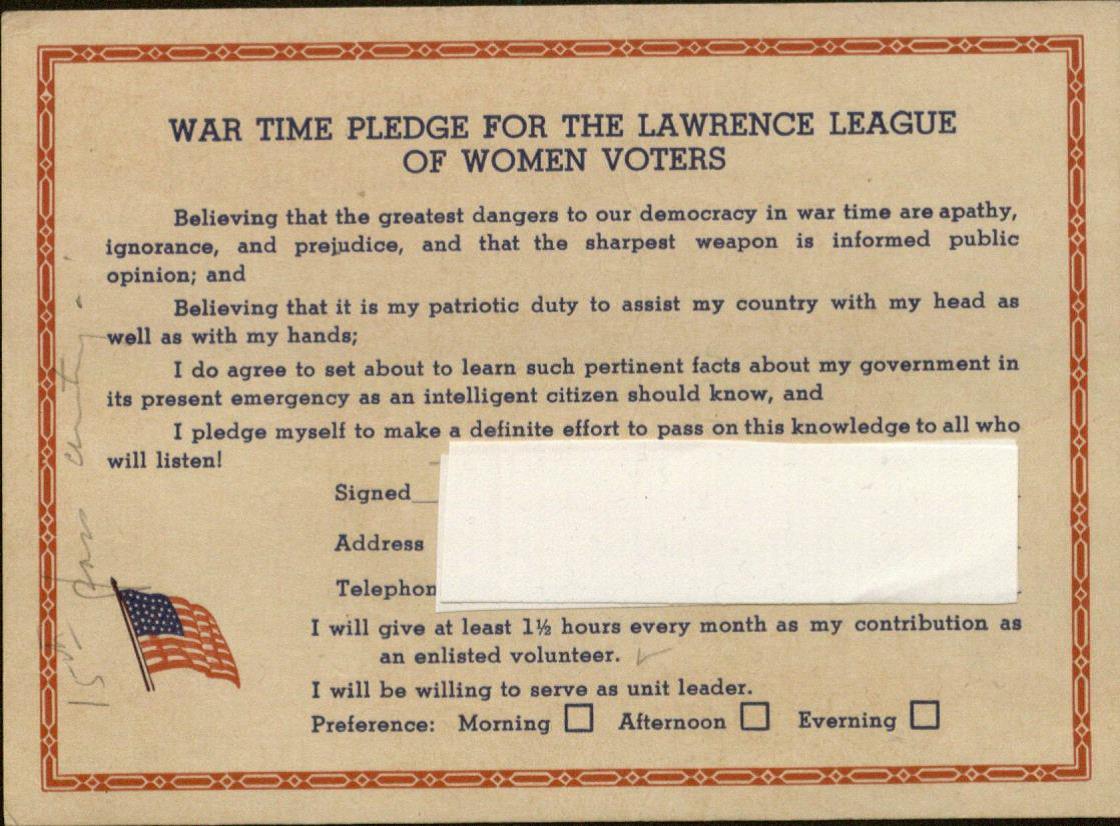 WAR TIME PLEDGE FOR THE LAWRENCE LEAGUE
OF WOMEN VOTERS
Believing that the greatest dangers to our democracy in war time are apathy,
ignorance, and prejudice, and that the sharpest weapon is informed public
opinion; and
Believing that it is my patriotic duty to assist my country with my head as
well as with my hands;
I do agree to set about to learn such pertinent facts about my government in
its present emergency as an intelligent citizen should know, and
I pledge myself to make a definite effort to pass on this knowledge to all who
will listen!
Signed
Address
Telephon
I will give at least 1½ hours every month as my contribution as
an enlisted volunteer.
I will be willing to serve as unit leader.
Preference: Morning Afternoon Everning